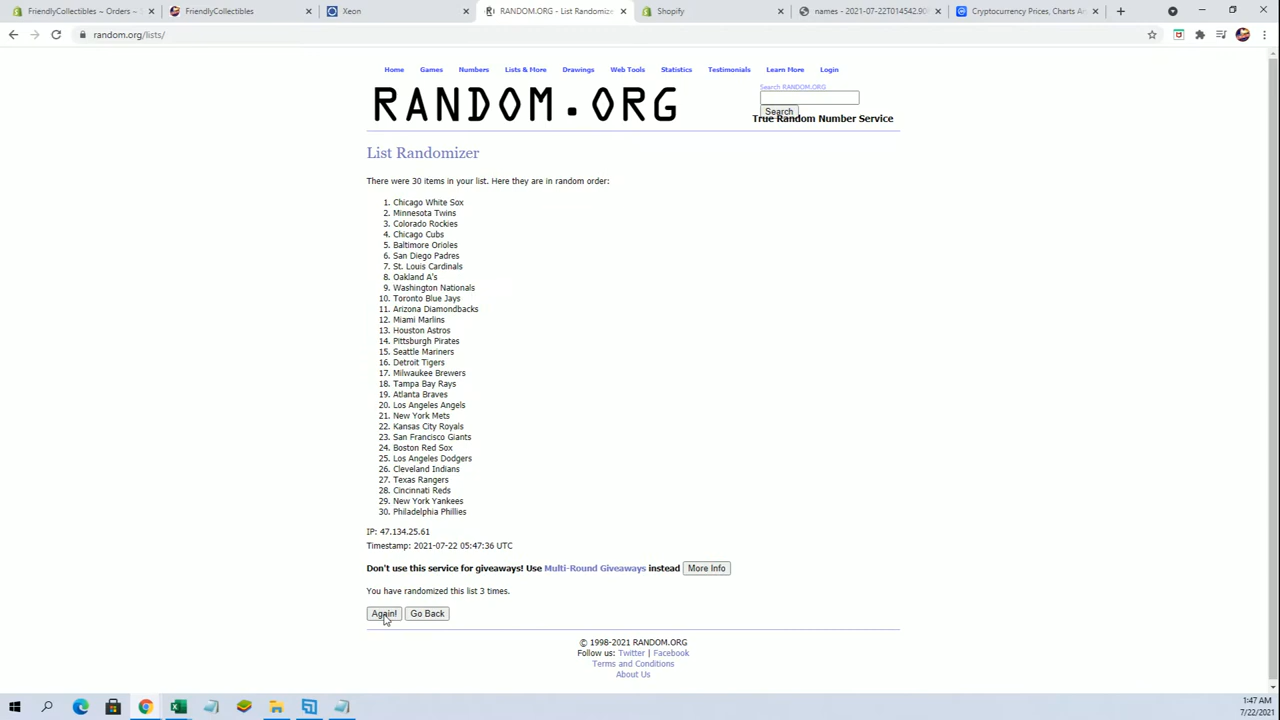 FriendlyCollectibles ~ Orders ~
FriendlyCollectibles
Xeon
RANDOM.ORG - List Randomizer
Shopify
names - 2021-07-22T014542.9
Cryptocurrency Prices, Charts A
random.org/lists/
Home Games Numbers Lists & More Drawings Web Tools Statistics Testimonials Learn More Login
Search RANDOM.ORG
RANDOM.ORG
Search
True Random Number Service
List Randomizer
There were 30 items in your list. Here they are in random order:
1. Chicago White Sox
2. Minnesota Twins
3. Colorado Rockies
4. Chicago Cubs
5. Baltimore Orioles
6. San Diego Padres
7. St. Louis Cardinals
8. Oakland A's
9. Washington Nationals
10. Toronto Blue Jays
11. Arizona Diamondbacks
12. Miami Marlins
13. Houston Astros
14. Pittsburgh Pirates
15. Seattle Mariners
16. Detroit Tigers
17. Milwaukee Brewers
18. Tampa Bay Rays
19. Atlanta Braves
20. Los Angeles Angels
21. New York Mets
22. Kansas City Royals
23. San Francisco Giants
24. Boston Red Sox
25. Los Angeles Dodgers
26. Cleveland Indians
27. Texas Rangers
28. Cincinnati Reds
29. New York Yankees
30. Philadelphia Phillies
IP: 47.134.25.61
Timestamp: 2021-07-22 05:47:36 UTC
Don't use this service for giveaways! Use Multi-Round Giveaways instead More Info
You have randomized this list 3 times.
Again! Go Back
© 1998-2021 RANDOM.ORG
Follow us: Twitter | Facebook
Terms and Conditions
About Us
1:47 AM
7/22/2021